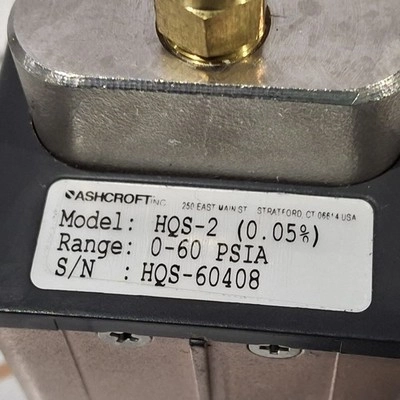 ASHCROFT INC. 250 EAST MAIN ST. STRATFORD, CT 06614 USA
Model: HQS-2 (0.05%)
Range: 0-60 PSIA
S/N : HQS-60408